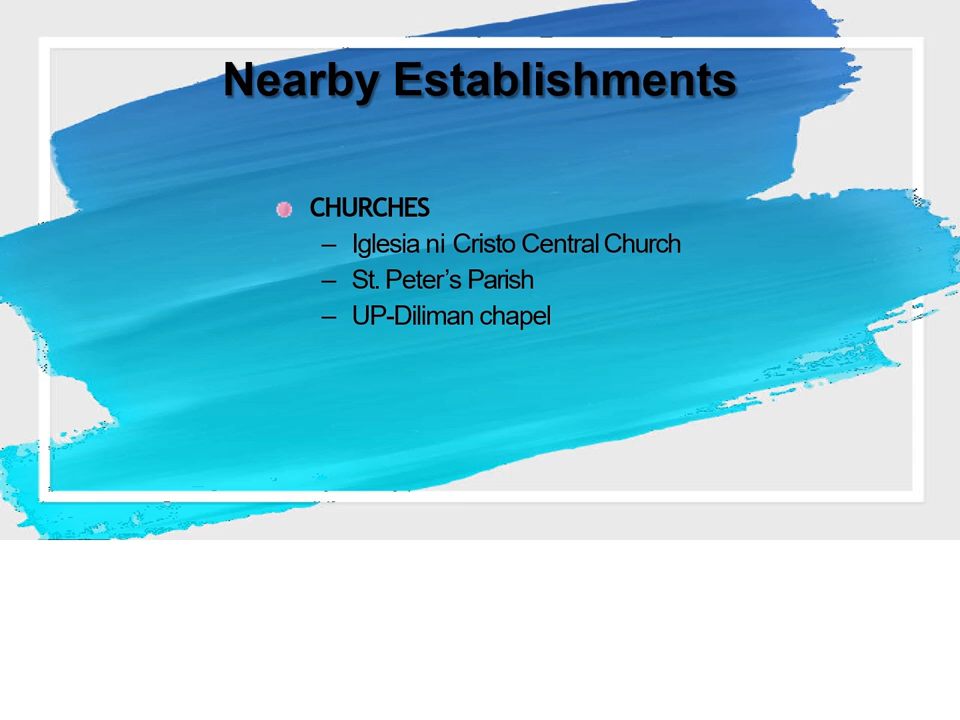 Nearby Establishments
CHURCHES
– Iglesia ni Cristo Central Church
– St. Peter’s Parish
– UP-Diliman chapel